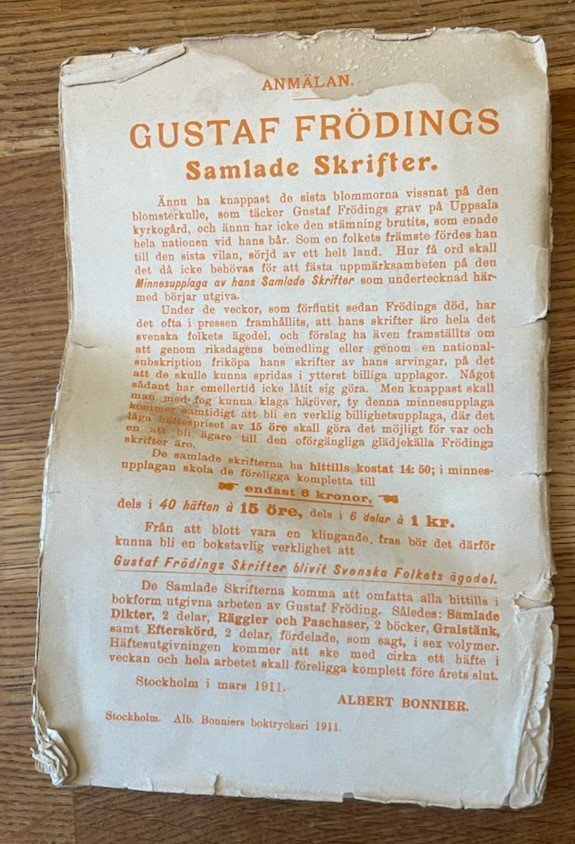 ANMÄLAN.
GUSTAF FRÖDINGS
Samlade Skrifter.
Ännu ha knappast de sista blommorna vissnat på den
blomsterkulle, som täcker Gustaf Frödings grav på Uppsala
kyrkogård, och ännu har icke den stämning brutits, som enade
hela nationen vid hans bår. Som en folkets främste fördes han
till den sista vilan, sörjd av ett helt land. Hur få ord skall
det då icke behövas för att fästa uppmärksamheten på den
Minnesupplaga av hans Samlade Skrifter som undertecknad här-
med börjar utgiva.
Under de veckor, som förflutit sedan Frödings död, har
det ofta i pressen framhållits, att hans skrifter äro hela det
svenska folkets ägodel, och förslag ha även framställts om
att genom riksdagens bemedling eller genom en national-
subskription friköpa hans skrifter av hans arvingar, på det
att de skulle kunna spridas i ytterst billiga upplagor. Något
sådant har emellertid icke låtit sig göra. Men knappast skall
man med fog kunna klaga häröver, ty denna minnesupplaga
kommer samtidigt att bli en verklig billighetsupplaga, där det
låga häftespriset av 15 öre skall göra det möjligt för var och
en att bli ägare till den oförgängliga glädjekälla Frödings
skrifter äro.
De samlade skrifterna ha hittills kostat 14: 50; i minnes-
upplagan skola de föreligga kompletta till
endast 6 kronor,
dels i 40 häften à 15 öre, dels i 6 delar à 1 kr.
Från att blott vara en klingande fras bör det därför
kunna bli en bokstavlig verklighet att
Gustaf Frödings Skrifter blivit Svenska Folkets ägodel.
De Samlade Skrifterna komma att omfatta alla hittills i
bokform utgivna arbeten av Gustaf Fröding. Således: Samlade
Dikter, 2 delar, Räggler och Paschaser, 2 böcker, Gralstänk,
samt Efterskörd, 2 delar, fördelade, som sagt, i sex volymer.
Häftesutgivningen kommer att ske med cirka ett häfte i
veckan och hela arbetet skall föreligga komplett före årets slut.
Stockholm i mars 1911.
ALBERT BONNIER.
Stockholm. Alb. Bonniers boktryckeri 1911.